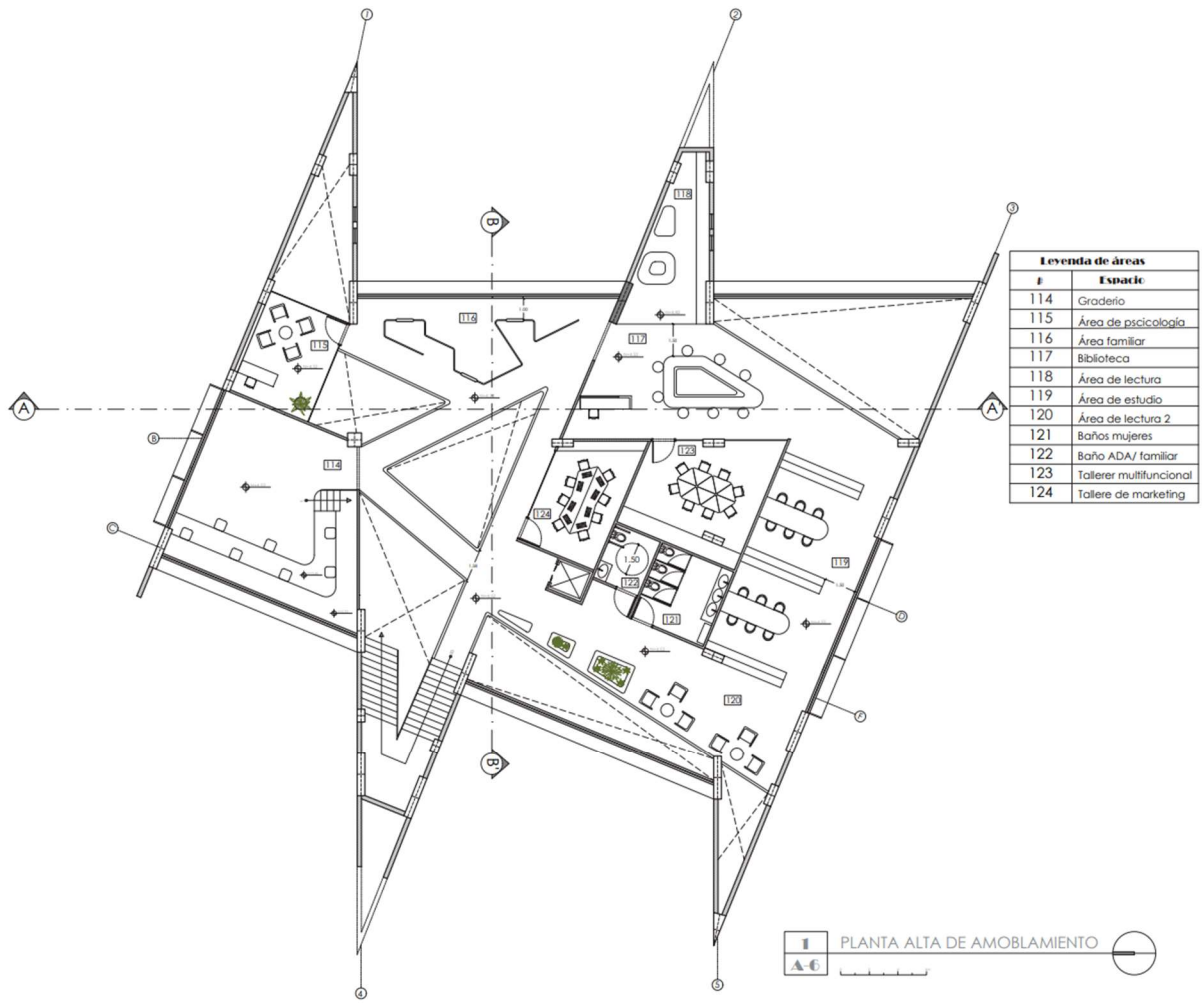 1
2
3
118
B
116
117
115
A
A'
B
123
114
124
C
1.50
119
122
121
D
120
F
B'
4
5
Leyenda de áreas
# Espacio
114 Graderio
115 Área de pscicología
116 Área familiar
117 Biblioteca
118 Área de lectura
119 Área de estudio
120 Área de lectura 2
121 Baños mujeres
122 Baño ADA/ familiar
123 Tallerer multifuncional
124 Tallere de marketing
1 PLANTA ALTA DE AMOBLAMIENTO
A-6